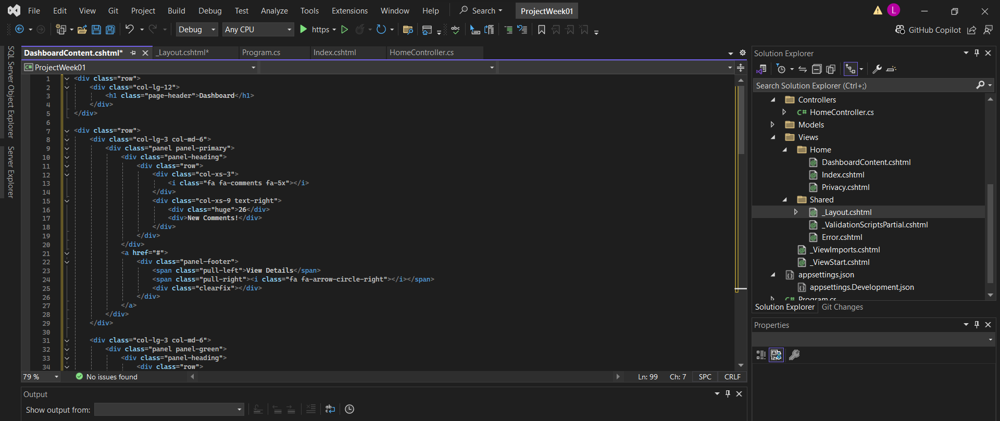 File Edit View Git Project Build Debug Test Analyze Tools Extensions Window Help Search ProjectWeek01 L
Debug Any CPU https GitHub Copilot
SQL Server Object Explorer
Server Explorer
DashboardContent.cshtml* _Layout.cshtml* Program.cs Index.cshtml HomeController.cs
C# ProjectWeek01
1 <div class="row">
2 <div class="col-lg-12">
3 <h1 class="page-header">Dashboard</h1>
4 </div>
5 </div>
6
7 <div class="row">
8 <div class="col-lg-3 col-md-6">
9 <div class="panel panel-primary">
10 <div class="panel-heading">
11 <div class="row">
12 <div class="col-xs-3">
13 <i class="fa fa-comments fa-5x"></i>
14 </div>
15 <div class="col-xs-9 text-right">
16 <div class="huge">26</div>
17 <div>New Comments!</div>
18 </div>
19 </div>
20 </div>
21 <a href="#">
22 <div class="panel-footer">
23 <span class="pull-left">View Details</span>
24 <span class="pull-right"><i class="fa fa-arrow-circle-right"></i></span>
25 <div class="clearfix"></div>
26 </div>
27 </a>
28 </div>
29 </div>
30
31 <div class="col-lg-3 col-md-6">
32 <div class="panel panel-green">
33 <div class="panel-heading">
34 <div class="row">
79 % No issues found Ln: 99 Ch: 7 SPC CRLF
Output
Show output from:
Solution Explorer
Search Solution Explorer (Ctrl+;)
Controllers
C# HomeController.cs
Models
Views
Home
DashboardContent.cshtml
Index.cshtml
Privacy.cshtml
Shared
_Layout.cshtml
_ValidationScriptsPartial.cshtml
Error.cshtml
_ViewImports.cshtml
_ViewStart.cshtml
appsettings.json
appsettings.Development.json
C# Program.cs
Solution Explorer Git Changes
Properties